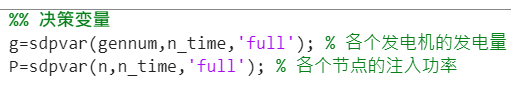 %% 决策变量
g=sdpvar(gennum,n_time,'full'); % 各个发电机的发电量
P=sdpvar(n,n_time,'full'); % 各个节点的注入功率